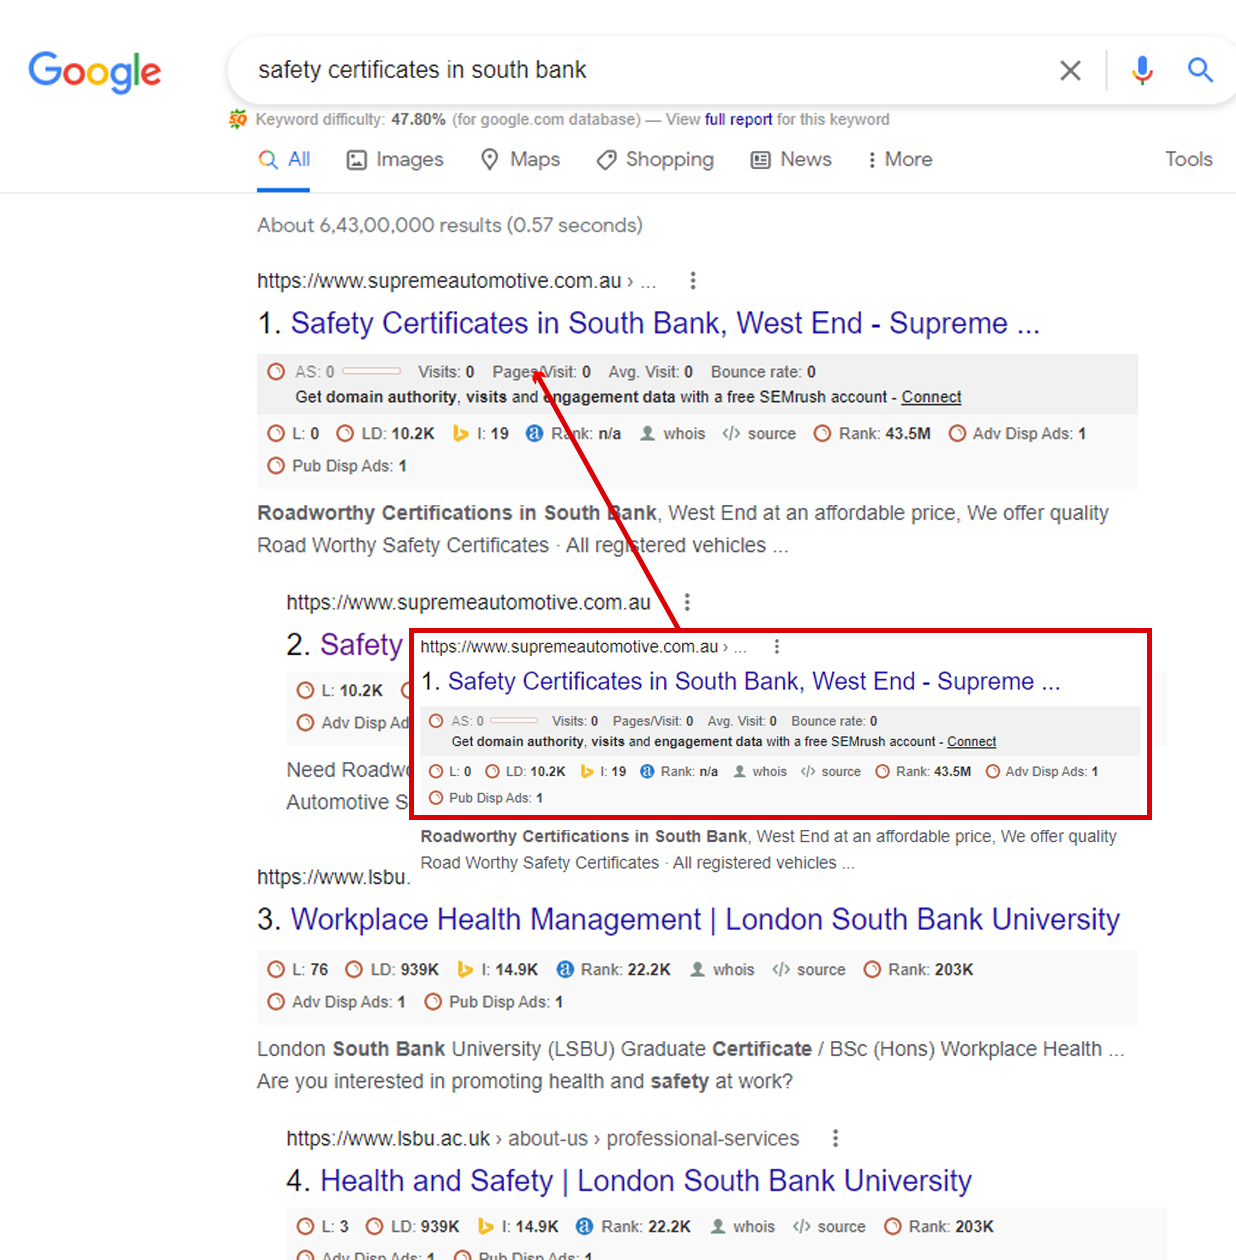 Google
safety certificates in south bank
SQ Keyword difficulty: 47.80% (for google.com database) — View full report for this keyword
All Images Maps Shopping News More Tools
About 6,43,00,000 results (0.57 seconds)
https://www.supremeautomotive.com.au › ...
1. Safety Certificates in South Bank, West End - Supreme ...
AS: 0 Visits: 0 Pages/Visit: 0 Avg. Visit: 0 Bounce rate: 0
Get domain authority, visits and engagement data with a free SEMrush account - Connect
L: 0 LD: 10.2K I: 19 Rank: n/a whois </> source Rank: 43.5M Adv Disp Ads: 1
Pub Disp Ads: 1
Roadworthy Certifications in South Bank, West End at an affordable price, We offer quality
Road Worthy Safety Certificates · All registered vehicles ...
https://www.supremeautomotive.com.au
2. Safety
L: 10.2K
Adv Disp Ad
Need Roadw
Automotive S
https://www.supremeautomotive.com.au › ...
1. Safety Certificates in South Bank, West End - Supreme ...
AS: 0 Visits: 0 Pages/Visit: 0 Avg. Visit: 0 Bounce rate: 0
Get domain authority, visits and engagement data with a free SEMrush account - Connect
L: 0 LD: 10.2K I: 19 Rank: n/a whois </> source Rank: 43.5M Adv Disp Ads: 1
Pub Disp Ads: 1
Roadworthy Certifications in South Bank, West End at an affordable price, We offer quality
Road Worthy Safety Certificates · All registered vehicles ...
https://www.lsbu.
3. Workplace Health Management | London South Bank University
L: 76 LD: 939K I: 14.9K Rank: 22.2K whois </> source Rank: 203K
Adv Disp Ads: 1 Pub Disp Ads: 1
London South Bank University (LSBU) Graduate Certificate / BSc (Hons) Workplace Health ...
Are you interested in promoting health and safety at work?
https://www.lsbu.ac.uk › about-us › professional-services
4. Health and Safety | London South Bank University
L: 3 LD: 939K I: 14.9K Rank: 22.2K whois </> source Rank: 203K
Adv Disp Ads: 1 Pub Disp Ads: 1